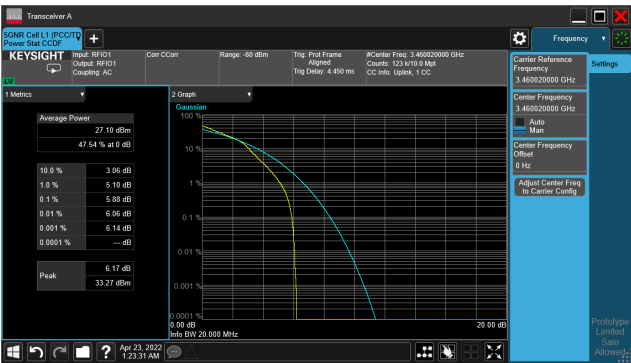 Transceiver A
5GNR Cell L1 (PCC/TD
Power Stat CCDF
Frequency
KEYSIGHT
Input: RFIO1
Output: RFIO1
Coupling: AC
Corr CCorr
Range: -60 dBm
Trig: Prot Frame
Aligned
Trig Delay: 4.450 ms
#Center Freq: 3.460020000 GHz
Counts: 123 k/10.0 Mpt
CC Info: Uplink, 1 CC
1 Metrics
Average Power
27.10 dBm
47.54 % at 0 dB
10.0 % 3.06 dB
1.0 % 5.10 dB
0.1 % 5.88 dB
0.01 % 6.06 dB
0.001 % 6.14 dB
0.0001 % --- dB
Peak
6.17 dB
33.27 dBm
2 Graph
Gaussian
100 %
10 %
1 %
0.1 %
0.01 %
0.001 %
0.0001 %
0.00 dB
20.00 dB
Info BW 20.000 MHz
Carrier Reference
Frequency
3.460020000 GHz
Center Frequency
3.460020000 GHz
Auto
Man
Center Frequency
Offset
0 Hz
Adjust Center Freq
to Carrier Config
Settings
Prototype
Limited
Sale
Allowed
?
Apr 23, 2022
1:23:31 AM